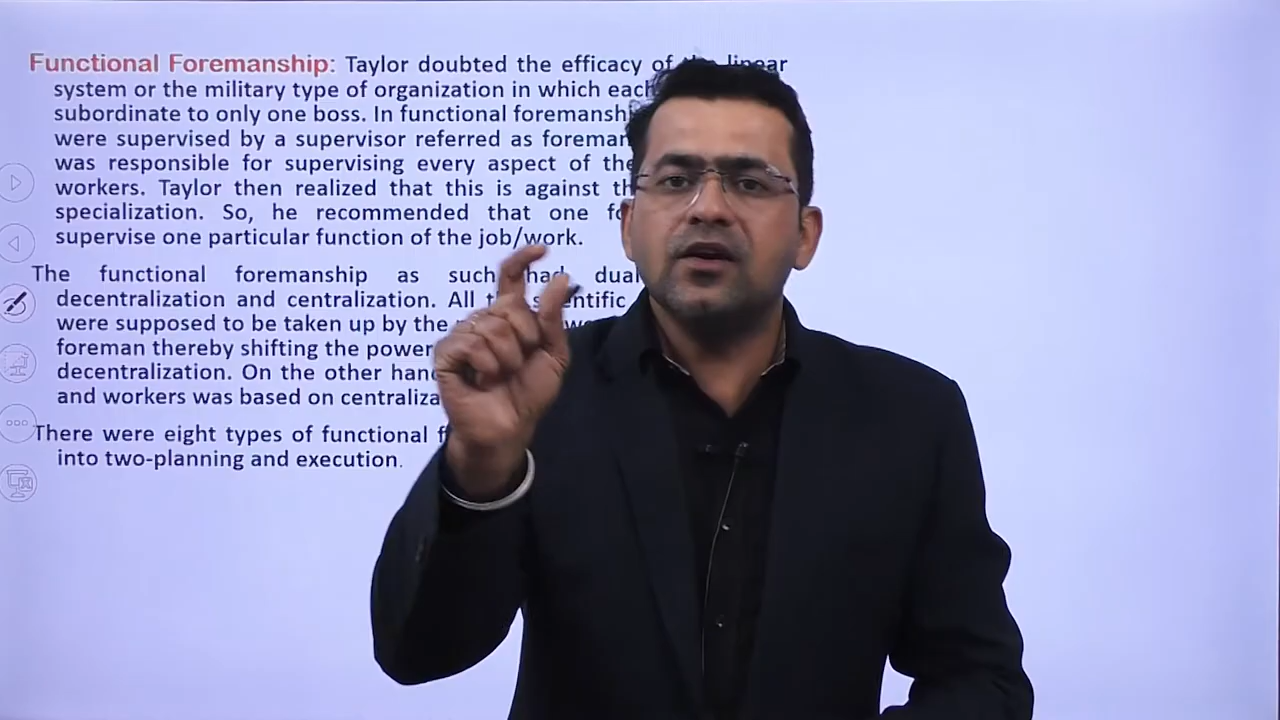 Functional Foremanship: Taylor doubted the efficacy of the linear
system or the military type of organization in which each
subordinate to only one boss. In functional foremanship
were supervised by a supervisor referred as foreman
was responsible for supervising every aspect of the
workers. Taylor then realized that this is against
specialization. So, he recommended that one
supervise one particular function of the job/work.
The functional foremanship as such had dual
decentralization and centralization. All the scientific
were supposed to be taken up by the
foreman thereby shifting the power
decentralization. On the other hand
and workers was based on
There were eight types of functional
into two-planning and execution.